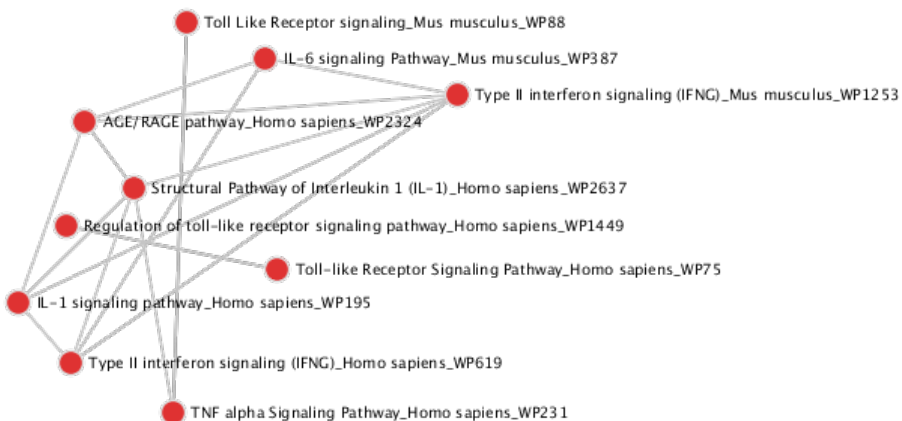 Toll Like Receptor signaling_Mus musculus_WP88
IL-6 signaling Pathway_Mus musculus_WP387
Type II interferon signaling (IFNG)_Mus musculus_WP1253
AGE/RAGE pathway_Homo sapiens_WP2324
Structural Pathway of Interleukin 1 (IL-1)_Homo sapiens_WP2637
Regulation of toll-like receptor signaling pathway_Homo sapiens_WP1449
Toll-like Receptor Signaling Pathway_Homo sapiens_WP75
IL-1 signaling pathway_Homo sapiens_WP195
Type II interferon signaling (IFNG)_Homo sapiens_WP619
TNF alpha Signaling Pathway_Homo sapiens_WP231